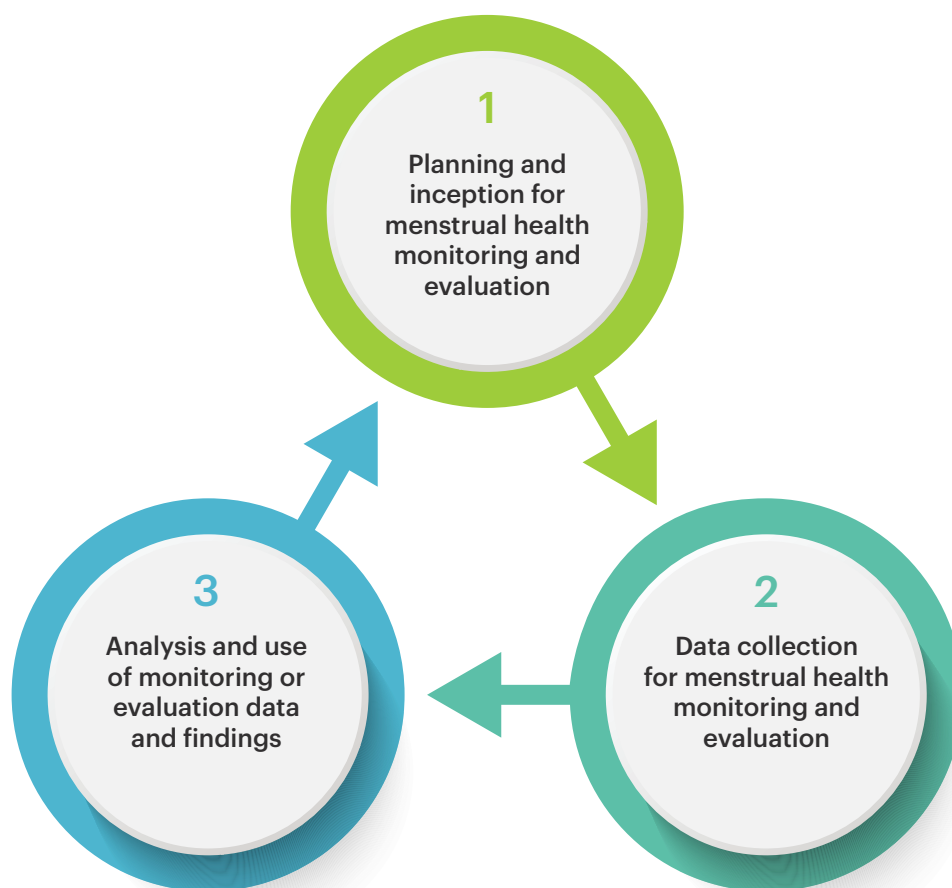 1
Planning and
inception for
menstrual health
monitoring and
evaluation
2
Data collection
for menstrual health
monitoring and
evaluation
3
Analysis and use
of monitoring or
evaluation data
and findings